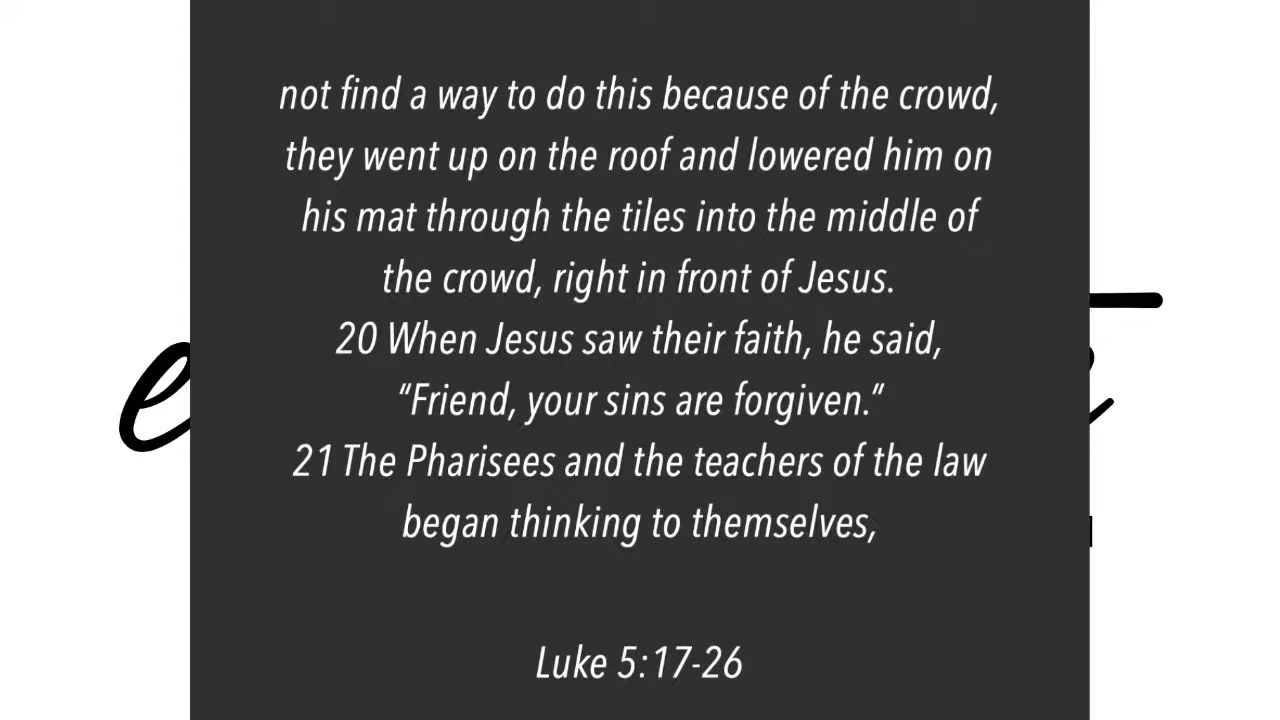 not find a way to do this because of the crowd,
they went up on the roof and lowered him on
his mat through the tiles into the middle of
the crowd, right in front of Jesus.
20 When Jesus saw their faith, he said,
“Friend, your sins are forgiven.”
21 The Pharisees and the teachers of the law
began thinking to themselves,
Luke 5:17-26